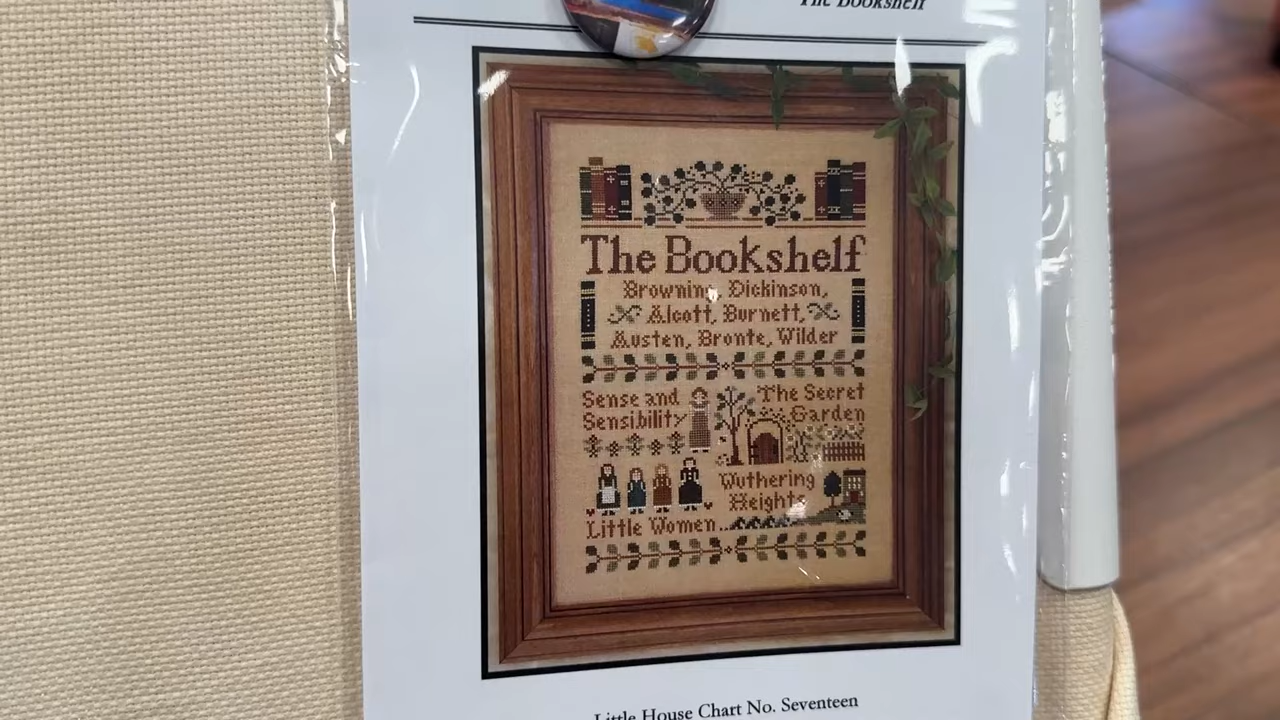 The Bookshelf
The Bookshelf
Browning, Dickinson,
Alcott, Burnett,
Austen, Bronte, Wilder
Sense and
Sensibility
The Secret
Garden
Wuthering
Heights
Little Women...
Little House Chart No. Seventeen